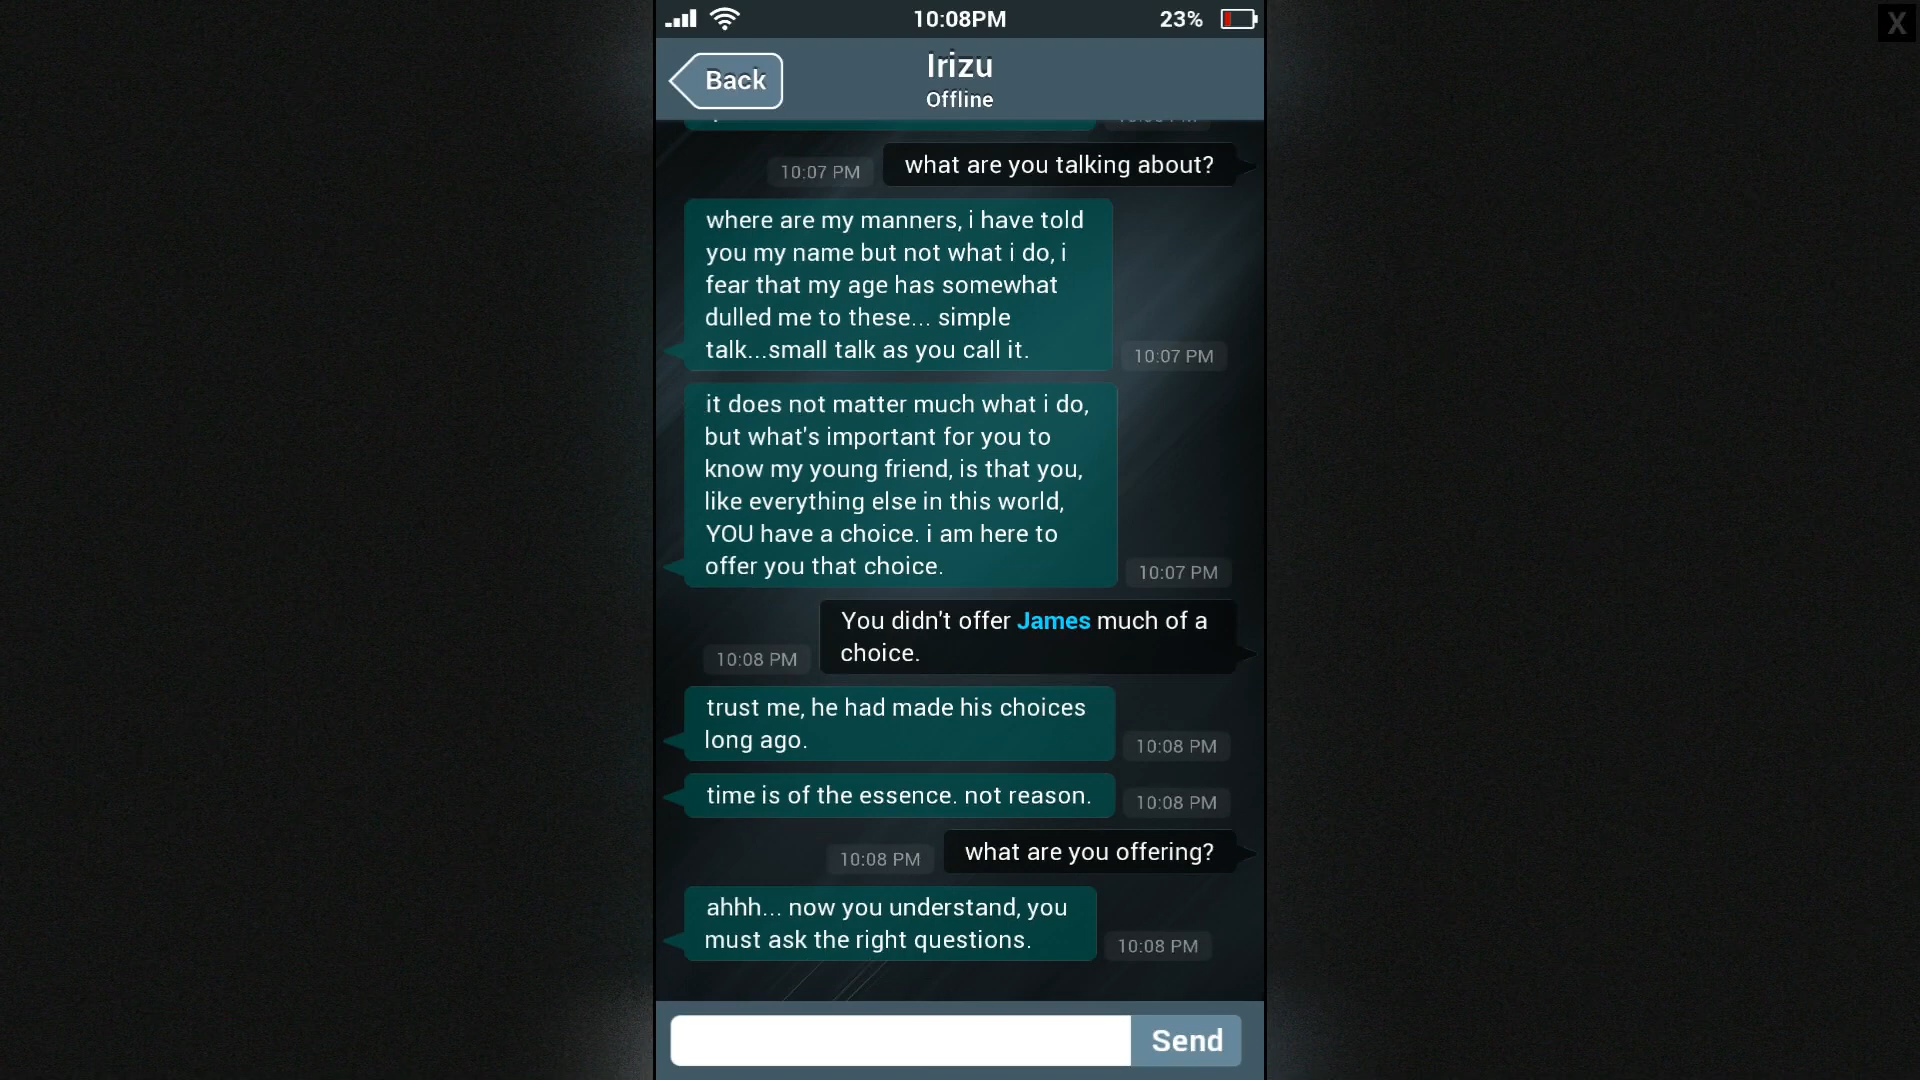 10:08PM
23%
X
Back
Irizu
Offline
10:07 PM
what are you talking about?
where are my manners, i have told
you my name but not what i do, i
fear that my age has somewhat
dulled me to these... simple
talk...small talk as you call it.
10:07 PM
it does not matter much what i do,
but what's important for you to
know my young friend, is that you,
like everything else in this world,
YOU have a choice. i am here to
offer you that choice.
10:07 PM
You didn't offer James much of a
choice.
10:08 PM
trust me, he had made his choices
long ago.
10:08 PM
time is of the essence. not reason.
10:08 PM
10:08 PM
what are you offering?
ahhh... now you understand, you
must ask the right questions.
10:08 PM
Send